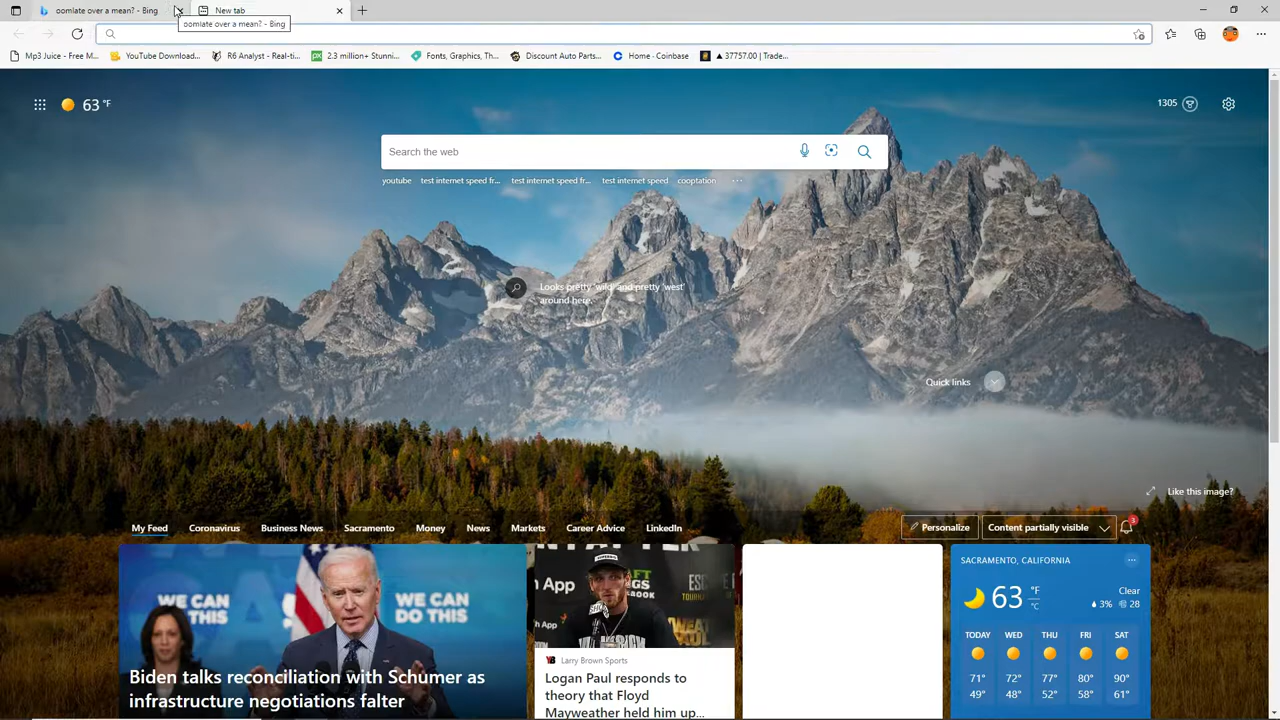 oomlate over a mean? - Bing
New tab
oomlate over a mean? - Bing
Mp3 Juice - Free M...
YouTube Download...
R6 Analyst - Real-ti...
2.3 million+ Stunni...
Fonts, Graphics, Th...
Discount Auto Parts...
Home - Coinbase
▲ 37757.00 | Trade...
63 °F
1305
Search the web
youtube
test internet speed fr...
test internet speed fr...
test internet speed
cooptation
Looks pretty 'wild' and pretty 'west'
around here.
Quick links
Like this image?
My Feed
Coronavirus
Business News
Sacramento
Money
News
Markets
Career Advice
LinkedIn
Personalize
Content partially visible
3
WE CAN
DO THIS
WE CAN
DO THIS
Biden talks reconciliation with Schumer as
infrastructure negotiations falter
Larry Brown Sports
Logan Paul responds to
theory that Floyd
Mayweather held him up...
SACRAMENTO, CALIFORNIA
63 °F
°C
Clear
3% 28
TODAY WED THU FRI SAT
71° 72° 77° 80° 90°
49° 48° 52° 58° 61°